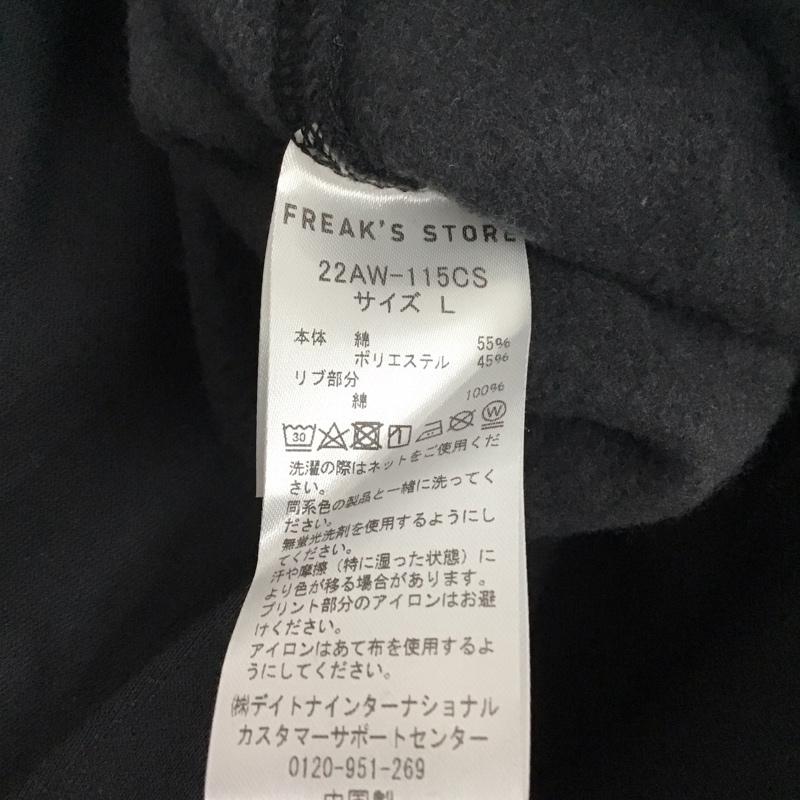 FREAK'S STORE
22AW-115CS
サイズ L
本体 綿 55%
ポリエステル 45%
リブ部分
綿 100%
30
W
洗濯の際はネットをご使用くだ
さい。
同系色の製品と一緒に洗ってく
ださい。
無蛍光洗剤を使用するようにし
てください。
汗や摩擦(特に湿った状態)に
より色が移る場合があります。
プリント部分のアイロンはお避
けください。
アイロンはあて布を使用するよ
うにしてください。
㈱デイトナインターナショナル
カスタマーサポートセンター
0120-951-269
中国製